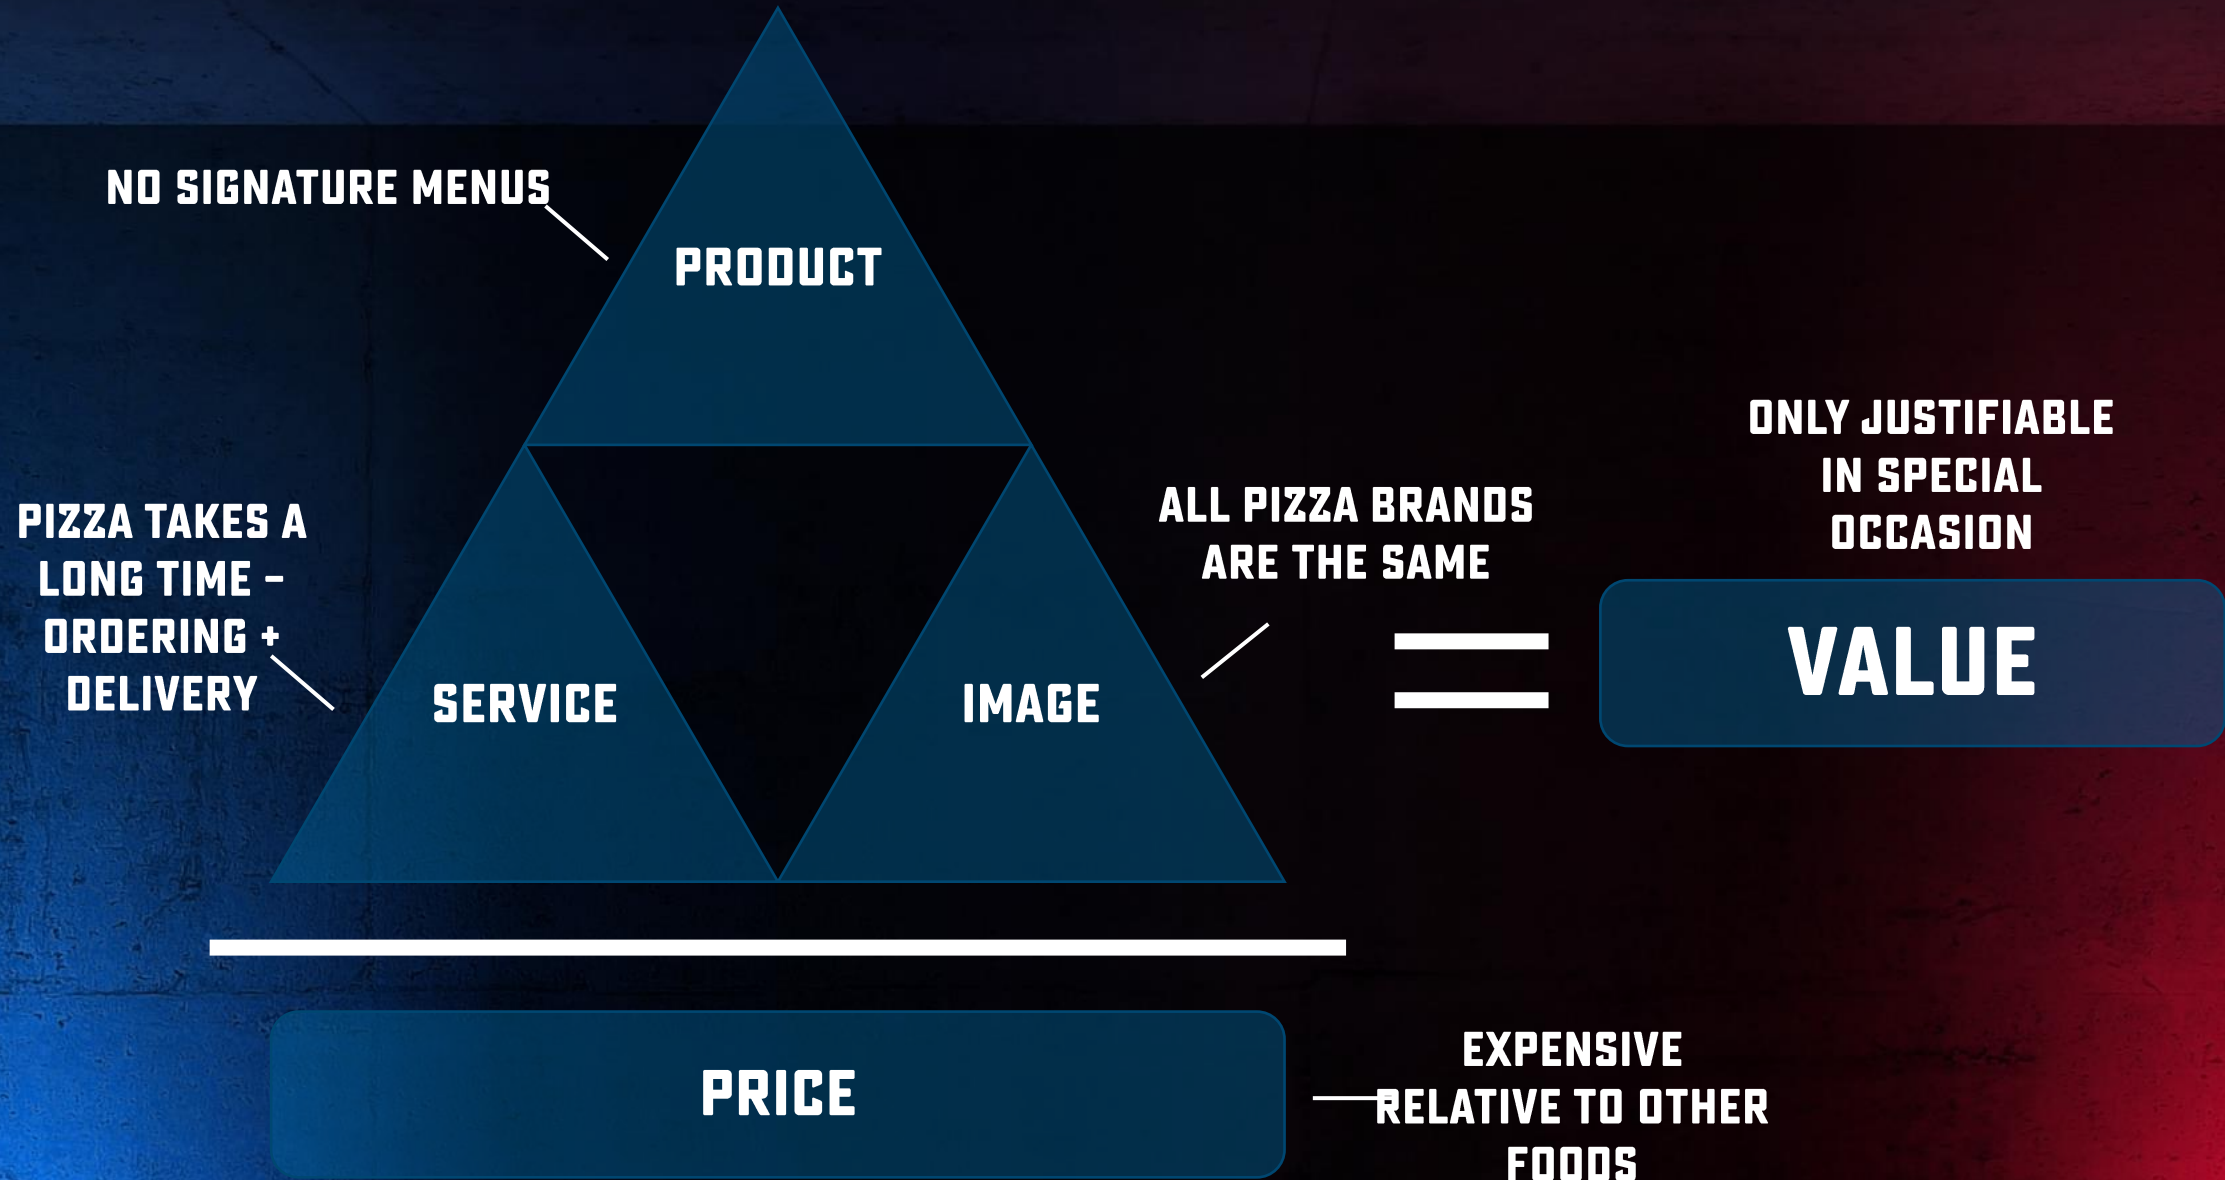 NO SIGNATURE MENUS
PRODUCT
PIZZA TAKES A
LONG TIME –
ORDERING +
DELIVERY
SERVICE
IMAGE
ALL PIZZA BRANDS
ARE THE SAME
ONLY JUSTIFIABLE
IN SPECIAL
OCCASION
VALUE
PRICE
EXPENSIVE
RELATIVE TO OTHER
FOODS